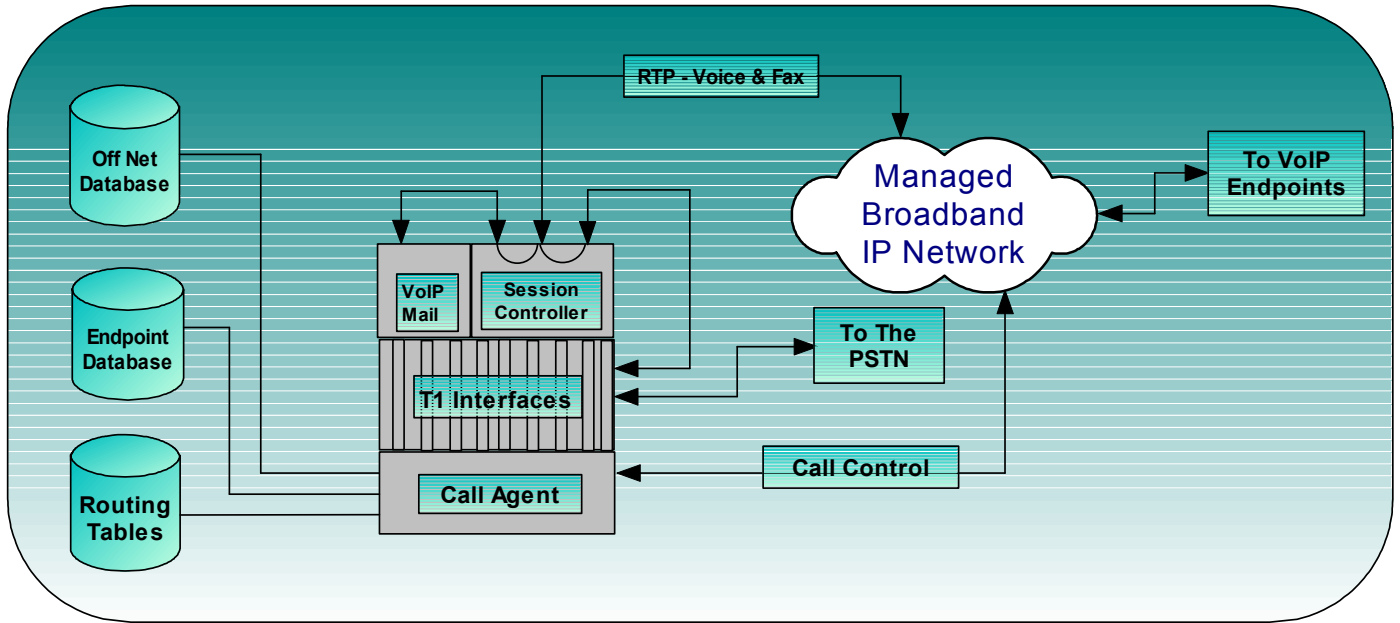 RTP - Voice & Fax
Off Net
Database
Managed
Broadband
IP Network
To VoIP
Endpoints
VoIP
Mail
Session
Controller
Endpoint
Database
To The
PSTN
T1 Interfaces
Call Control
Call Agent
Routing
Tables